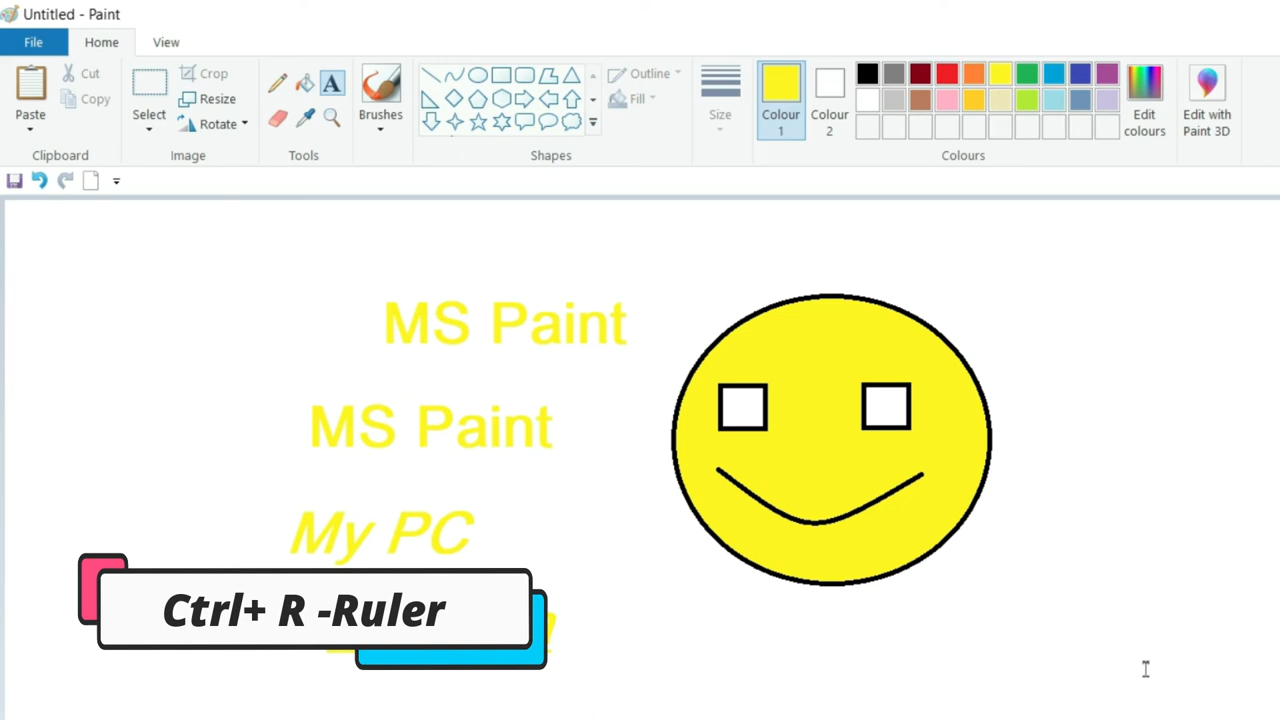 Untitled - Paint
File Home View
Paste Cut Copy Clipboard
Select Crop Resize Rotate Image
Tools
Brushes
Outline Fill Shapes
Size
Colour 1 Colour 2 Edit colours Colours
Edit with Paint 3D
MS Paint
MS Paint
My PC
Ctrl+ R -Ruler